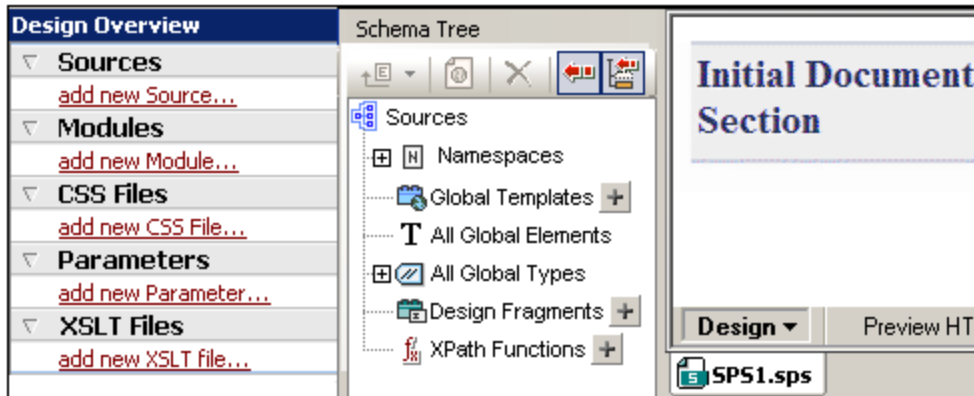 Design Overview
Sources
add new Source...
Modules
add new Module...
CSS Files
add new CSS File...
Parameters
add new Parameter...
XSLT Files
add new XSLT file...
Schema Tree
Sources
Namespaces
Global Templates
All Global Elements
All Global Types
Design Fragments
XPath Functions
Initial Document
Section
Design
Preview HT
SPS1.sps